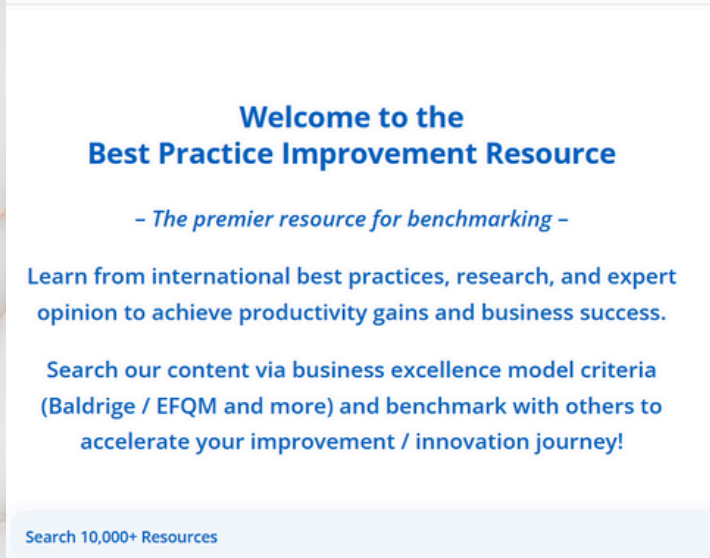 Welcome to the
Best Practice Improvement Resource
– The premier resource for benchmarking –
Learn from international best practices, research, and expert
opinion to achieve productivity gains and business success.
Search our content via business excellence model criteria
(Baldrige / EFQM and more) and benchmark with others to
accelerate your improvement / innovation journey!
Search 10,000+ Resources